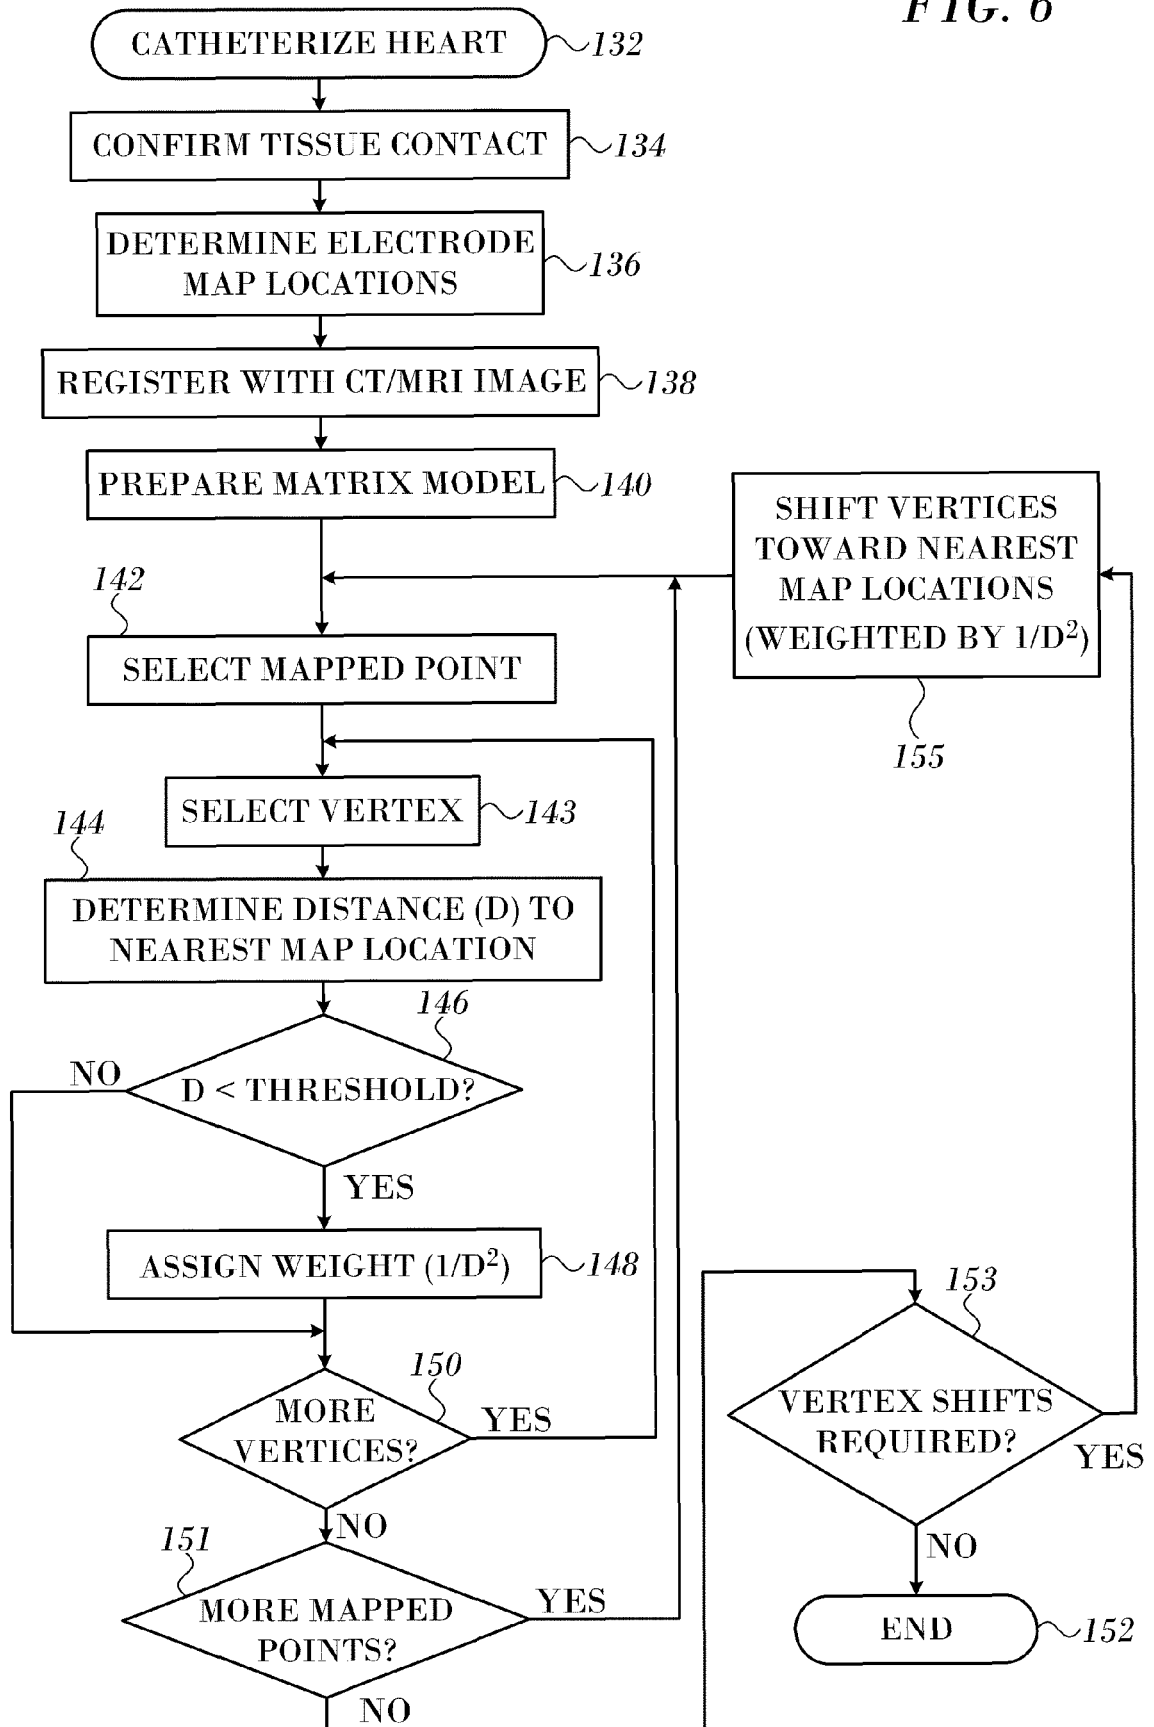 FIG. 6
CATHETERIZE HEART
132
CONFIRM TISSUE CONTACT
134
DETERMINE ELECTRODE
MAP LOCATIONS
136
REGISTER WITH CT/MRI IMAGE
138
PREPARE MATRIX MODEL
140
SHIFT VERTICES
TOWARD NEAREST
MAP LOCATIONS
(WEIGHTED BY 1/D²)
155
142
SELECT MAPPED POINT
SELECT VERTEX
143
144
DETERMINE DISTANCE (D) TO
NEAREST MAP LOCATION
146
D < THRESHOLD?
NO
YES
ASSIGN WEIGHT (1/D²)
148
150
MORE
VERTICES?
YES
NO
151
MORE MAPPED
POINTS?
YES
NO
153
VERTEX SHIFTS
REQUIRED?
YES
NO
END
152